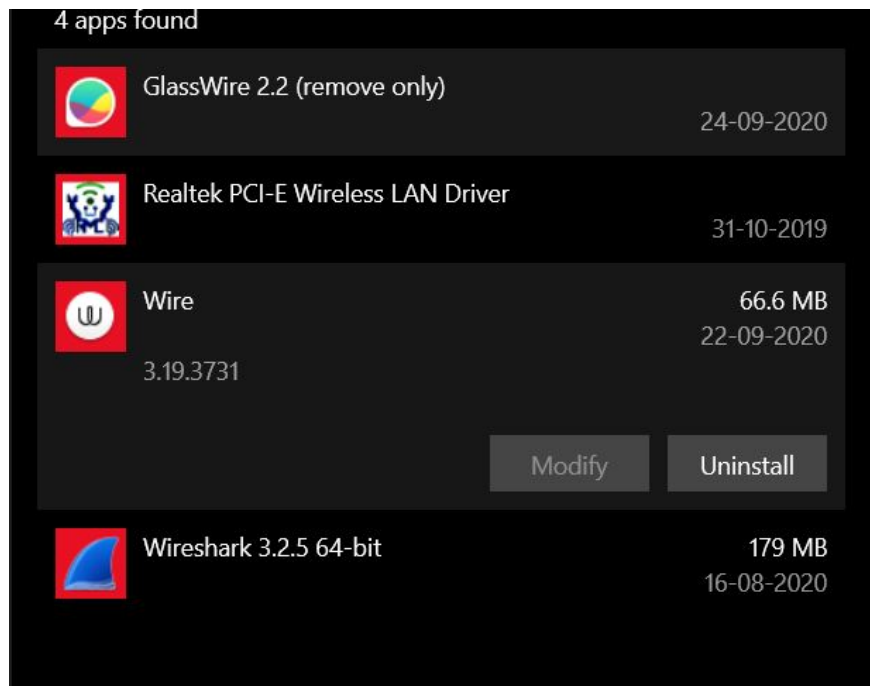 4 apps found
GlassWire 2.2 (remove only)
24-09-2020
Realtek PCI-E Wireless LAN Driver
31-10-2019
Wire
66.6 MB
22-09-2020
3.19.3731
Modify
Uninstall
Wireshark 3.2.5 64-bit
179 MB
16-08-2020